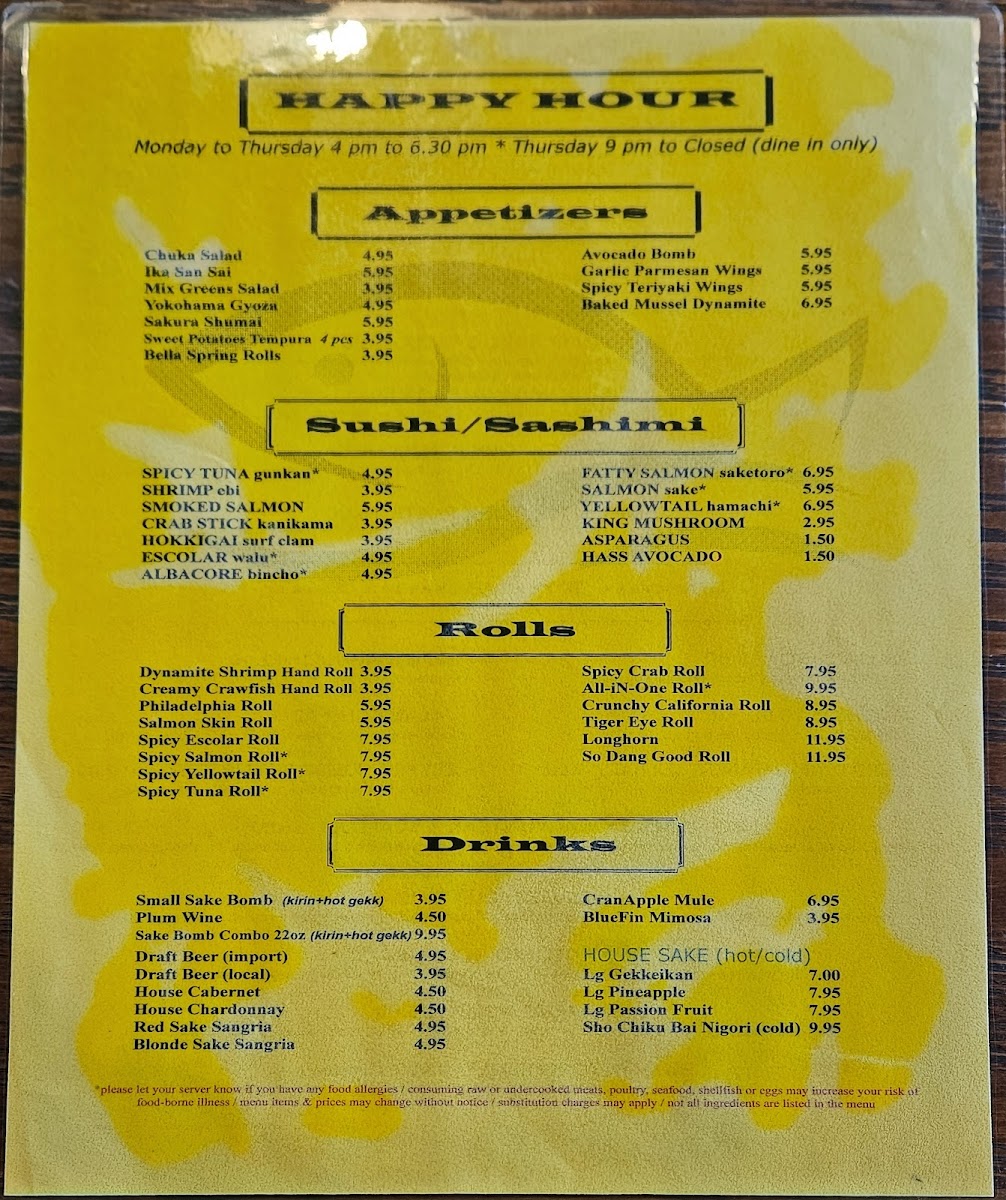 HAPPY HOUR
Monday to Thursday 4 pm to 6.30 pm * Thursday 9 pm to Closed (dine in only)
Appetizers
Chuka Salad 4.95
Ika San Sai 5.95
Mix Greens Salad 3.95
Yokohama Gyoza 4.95
Sakura Shumai 5.95
Sweet Potatoes Tempura 4 pcs 3.95
Bella Spring Rolls 3.95
Avocado Bomb 5.95
Garlic Parmesan Wings 5.95
Spicy Teriyaki Wings 5.95
Baked Mussel Dynamite 6.95
Sushi/Sashimi
SPICY TUNA gunkan* 4.95
SHRIMP ebi 3.95
SMOKED SALMON 5.95
CRAB STICK kanikama 3.95
HOKKIGAI surf clam 3.95
ESCOLAR walu* 4.95
ALBACORE bincho* 4.95
FATTY SALMON saketoro* 6.95
SALMON sake* 5.95
YELLOWTAIL hamachi* 6.95
KING MUSHROOM 2.95
ASPARAGUS 1.50
HASS AVOCADO 1.50
Rolls
Dynamite Shrimp Hand Roll 3.95
Creamy Crawfish Hand Roll 3.95
Philadelphia Roll 5.95
Salmon Skin Roll 5.95
Spicy Escolar Roll 7.95
Spicy Salmon Roll* 7.95
Spicy Yellowtail Roll* 7.95
Spicy Tuna Roll* 7.95
Spicy Crab Roll 7.95
All-iN-One Roll* 9.95
Crunchy California Roll 8.95
Tiger Eye Roll 8.95
Longhorn 11.95
So Dang Good Roll 11.95
Drinks
Small Sake Bomb (kirin+hot gekk) 3.95
Plum Wine 4.50
Sake Bomb Combo 22oz (kirin+hot gekk) 9.95
Draft Beer (import) 4.95
Draft Beer (local) 3.95
House Cabernet 4.50
House Chardonnay 4.50
Red Sake Sangria 4.95
Blonde Sake Sangria 4.95
CranApple Mule 6.95
BlueFin Mimosa 3.95
HOUSE SAKE (hot/cold)
Lg Gekkeikan 7.00
Lg Pineapple 7.95
Lg Passion Fruit 7.95
Sho Chiku Bai Nigori (cold) 9.95
*please let your server know if you have any food allergies / consuming raw or undercooked meats, poultry, seafood, shellfish or eggs may increase your risk of
food-borne illness / menu items & prices may change without notice / substitution charges may apply / not all ingredients are listed in the menu